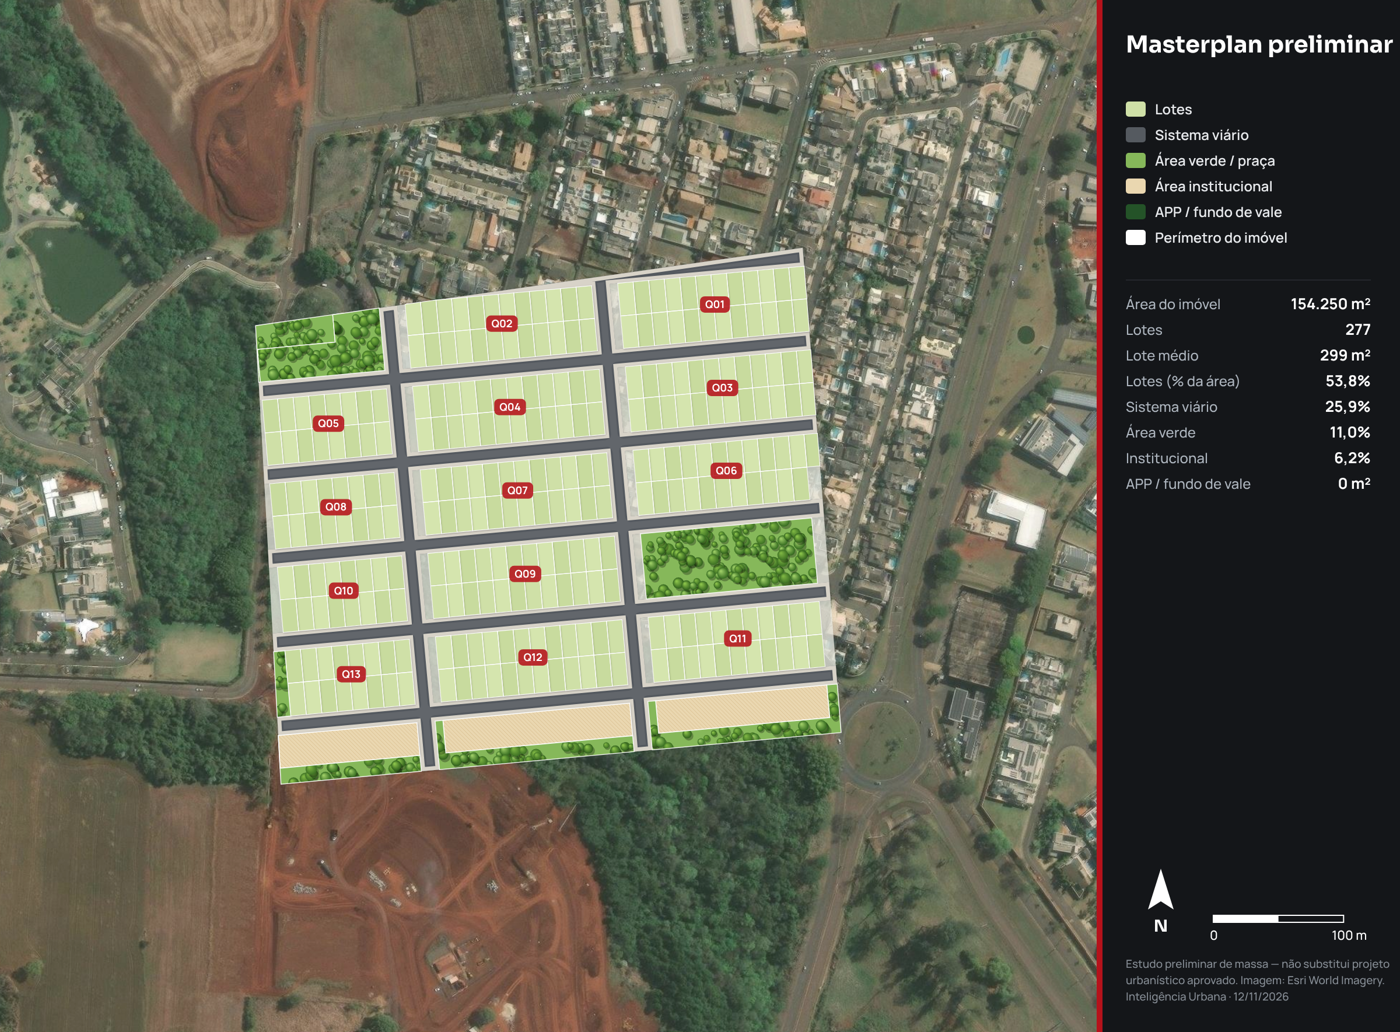 Masterplan preliminar
Lotes
Sistema viário
Área verde / praça
Área institucional
APP / fundo de vale
Perímetro do imóvel
Área do imóvel 154.250 m²
Lotes 277
Lote médio 299 m²
Lotes (% da área) 53,8%
Sistema viário 25,9%
Área verde 11,0%
Institucional 6,2%
APP / fundo de vale 0 m²
Q01
Q02
Q03
Q04
Q05
Q06
Q07
Q08
Q09
Q10
Q11
Q12
Q13
N
0 100 m
Estudo preliminar de massa — não substitui projeto
urbanístico aprovado. Imagem: Esri World Imagery.
Inteligência Urbana · 12/11/2026